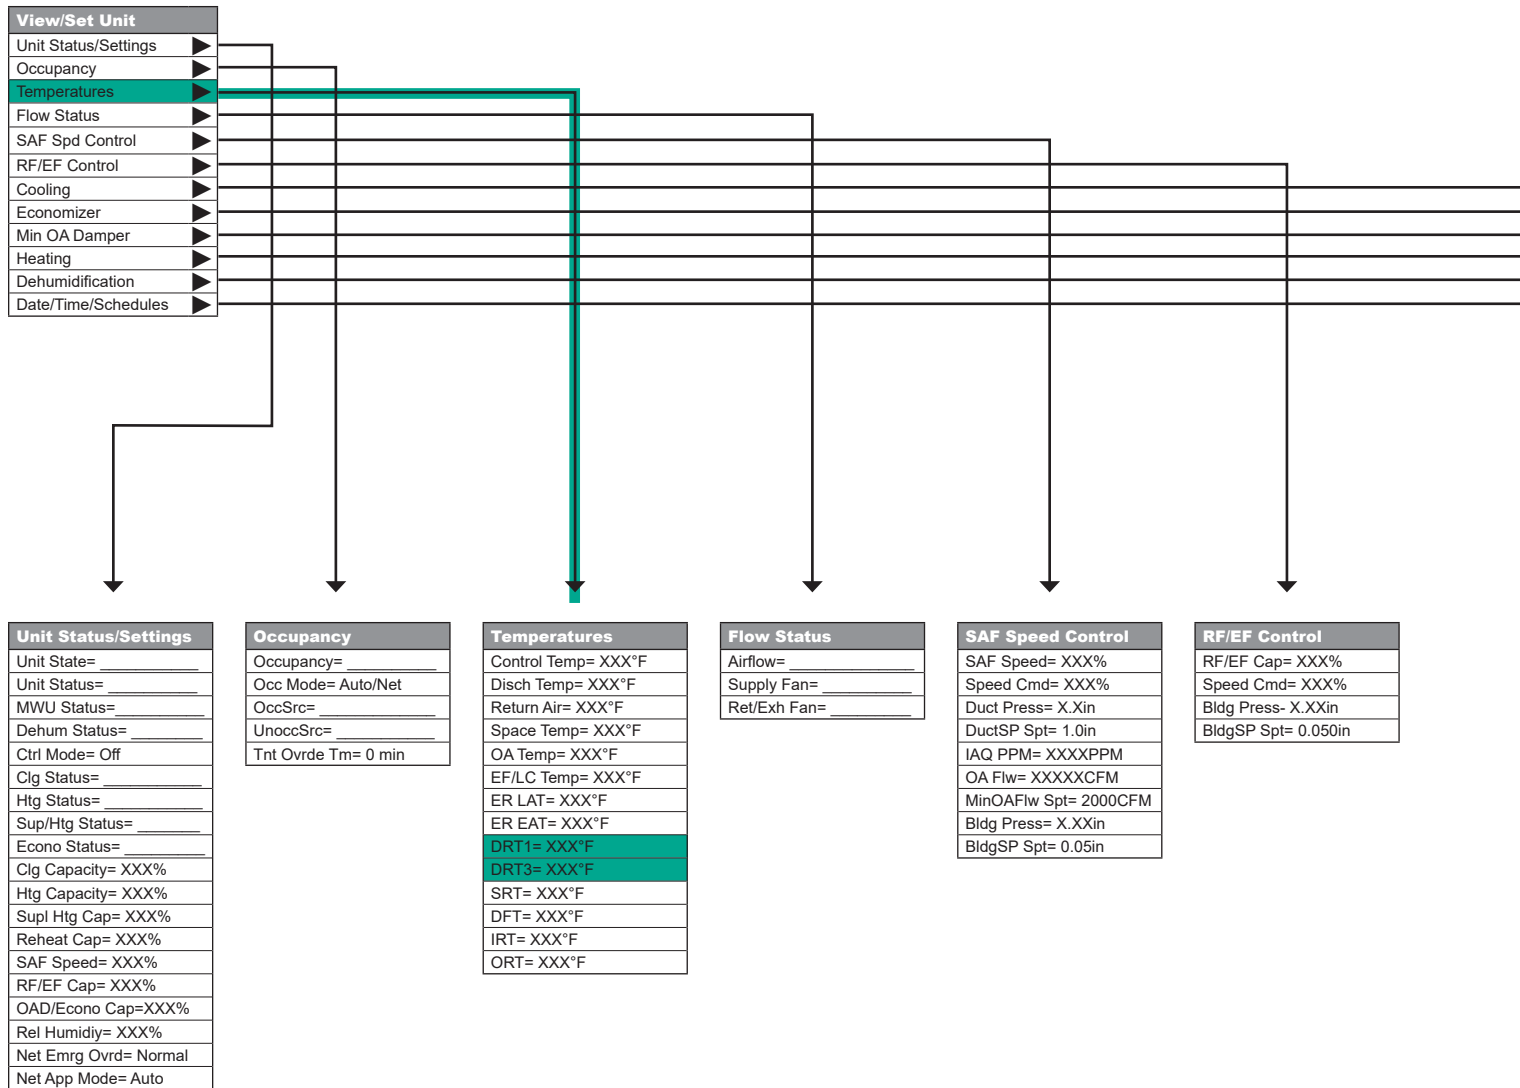 View/Set Unit
Unit Status/Settings
Occupancy
Temperatures
Flow Status
SAF Spd Control
RF/EF Control
Cooling
Economizer
Min OA Damper
Heating
Dehumidification
Date/Time/Schedules
Unit Status/Settings
Unit State= ___________
Unit Status= __________
MWU Status=__________
Dehum Status= ________
Ctrl Mode= Off
Clg Status= ___________
Htg Status= ___________
Sup/Htg Status= _______
Econo Status= _________
Clg Capacity= XXX%
Htg Capacity= XXX%
Supl Htg Cap= XXX%
Reheat Cap= XXX%
SAF Speed= XXX%
RF/EF Cap= XXX%
OAD/Econo Cap=XXX%
Rel Humidiy= XXX%
Net Emrg Ovrd= Normal
Net App Mode= Auto
Occupancy
Occupancy= __________
Occ Mode= Auto/Net
OccSrc= _____________
UnoccSrc= ___________
Tnt Ovrde Tm= 0 min
Temperatures
Control Temp= XXX°F
Disch Temp= XXX°F
Return Air= XXX°F
Space Temp= XXX°F
OA Temp= XXX°F
EF/LC Temp= XXX°F
ER LAT= XXX°F
ER EAT= XXX°F
DRT1= XXX°F
DRT3= XXX°F
SRT= XXX°F
DFT= XXX°F
IRT= XXX°F
ORT= XXX°F
Flow Status
Airflow= ______________
Supply Fan= __________
Ret/Exh Fan= _________
SAF Speed Control
SAF Speed= XXX%
Speed Cmd= XXX%
Duct Press= X.Xin
DuctSP Spt= 1.0in
IAQ PPM= XXXXPPM
OA Flw= XXXXXCFM
MinOAFlw Spt= 2000CFM
Bldg Press= X.XXin
BldgSP Spt= 0.05in
RF/EF Control
RF/EF Cap= XXX%
Speed Cmd= XXX%
Bldg Press- X.XXin
BldgSP Spt= 0.050in